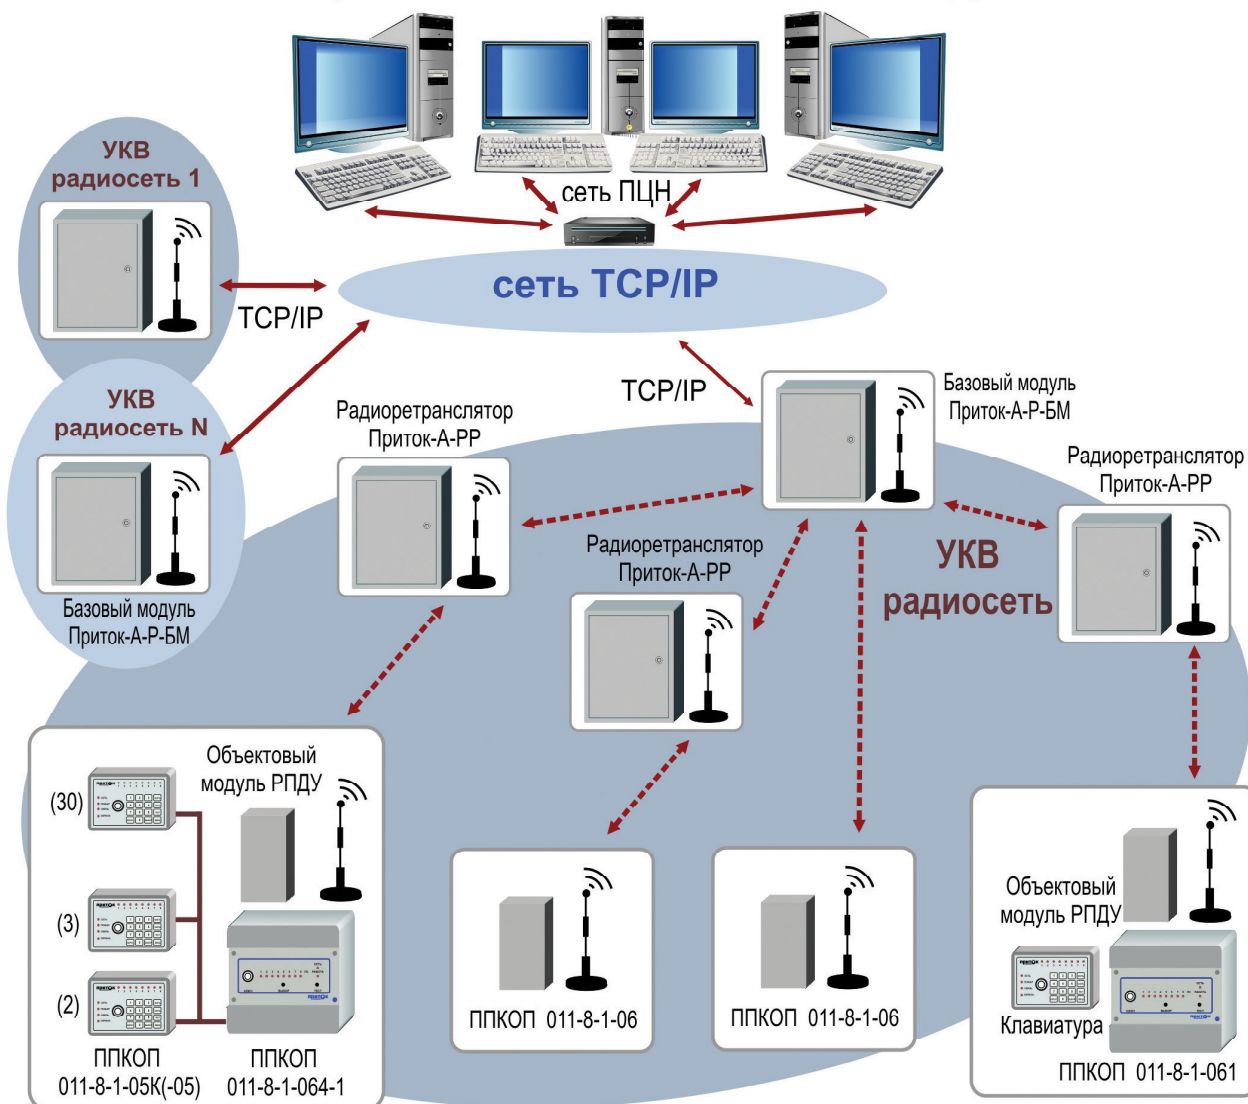 сеть ПЦН
сеть TCP/IP
УКВ
радиосеть 1
TCP/IP
УКВ
радиосеть N
Базовый модуль
Приток-А-Р-БМ
TCP/IP
Базовый модуль
Приток-А-Р-БМ
Радиоретранслятор
Приток-А-РР
Радиоретранслятор
Приток-А-РР
Радиоретранслятор
Приток-А-РР
УКВ
радиосеть
Объектовый
модуль РПДУ
(30)
(3)
(2)
ППКОП
011-8-1-05К(-05)
ППКОП
011-8-1-064-1
ППКОП 011-8-1-06
ППКОП 011-8-1-06
Объектовый
модуль РПДУ
Клавиатура
ППКОП 011-8-1-061